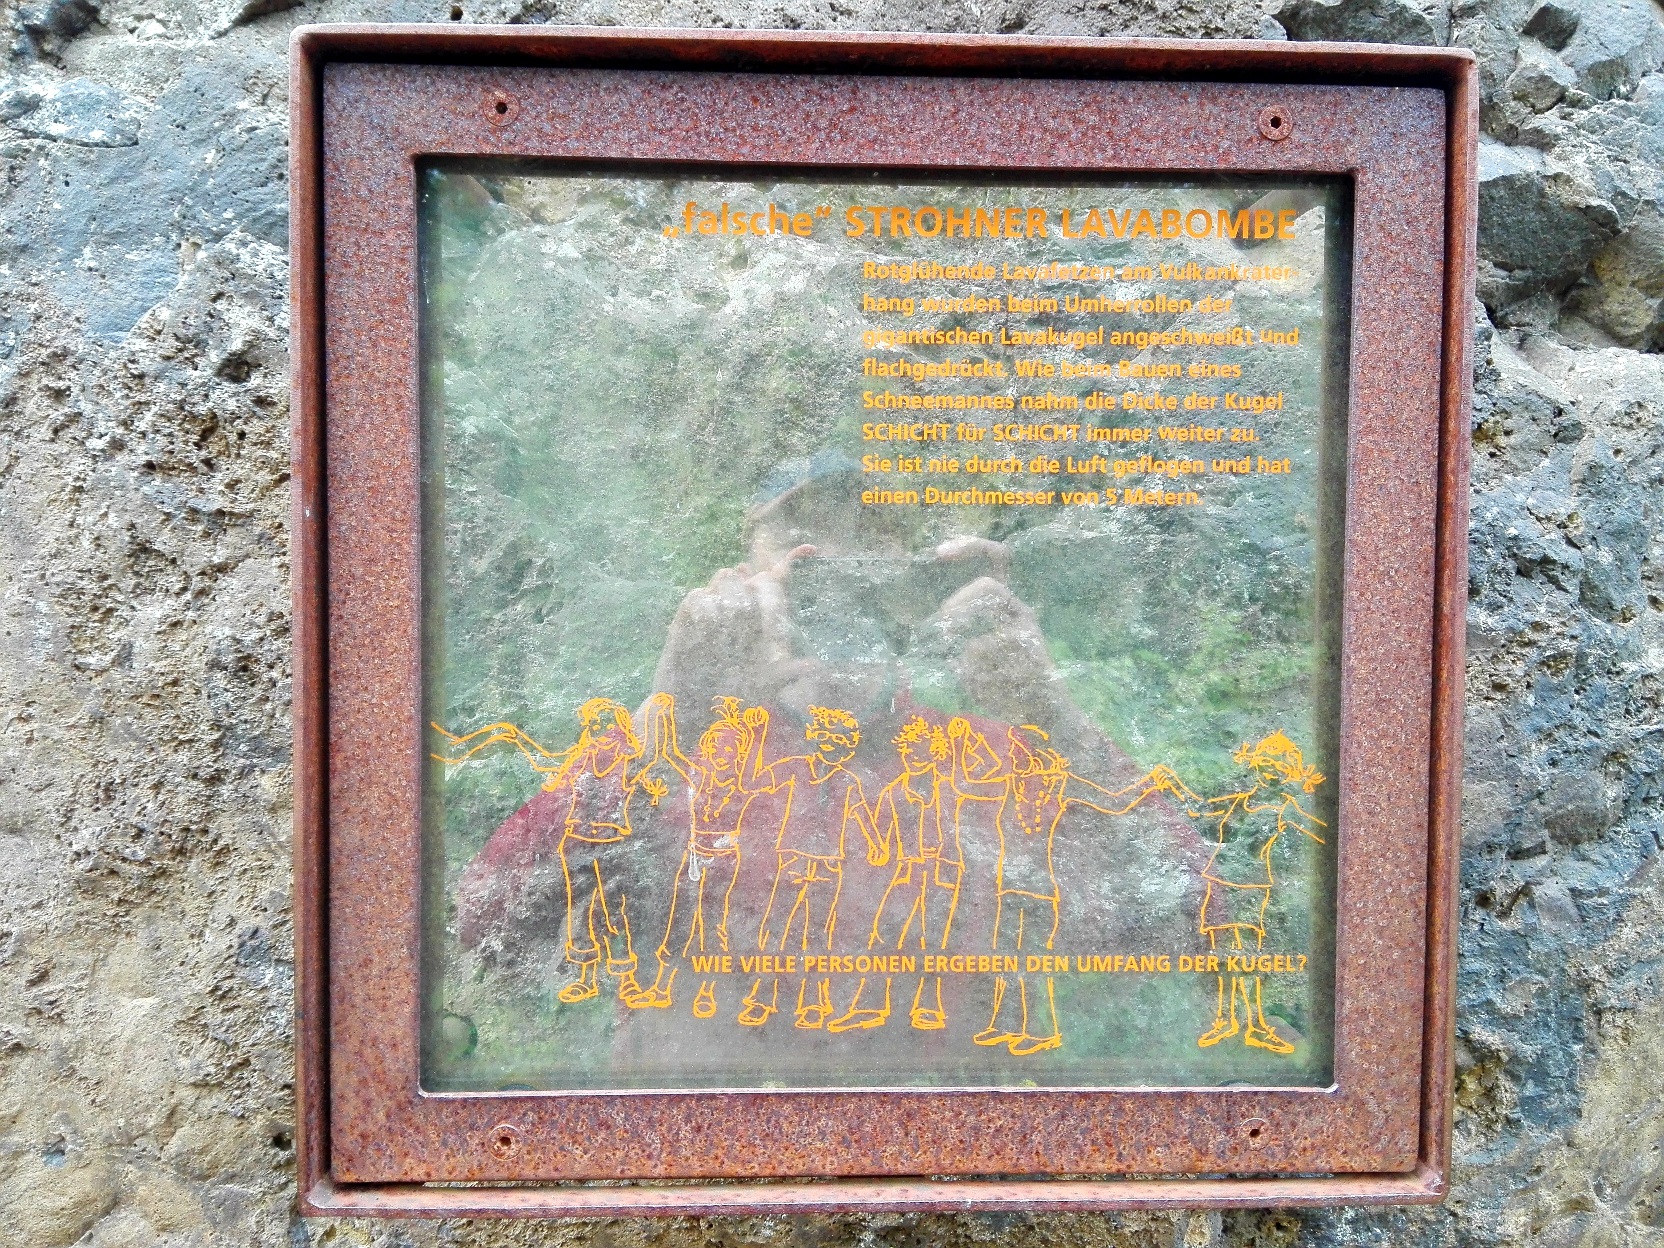 „falsche” STROHNER LAVABOMBE
Rotglühende Lavafetzen am Vulkankrater-
hang wurden beim Umherrollen der
gigantischen Lavakugel angeschweißt und
flachgedrückt. Wie beim Bauen eines
Schneemannes nahm die Dicke der Kugel
SCHICHT für SCHICHT immer weiter zu.
Sie ist nie durch die Luft geflogen und hat
einen Durchmesser von 5 Metern.
WIE VIELE PERSONEN ERGEBEN DEN UMFANG DER KUGEL?